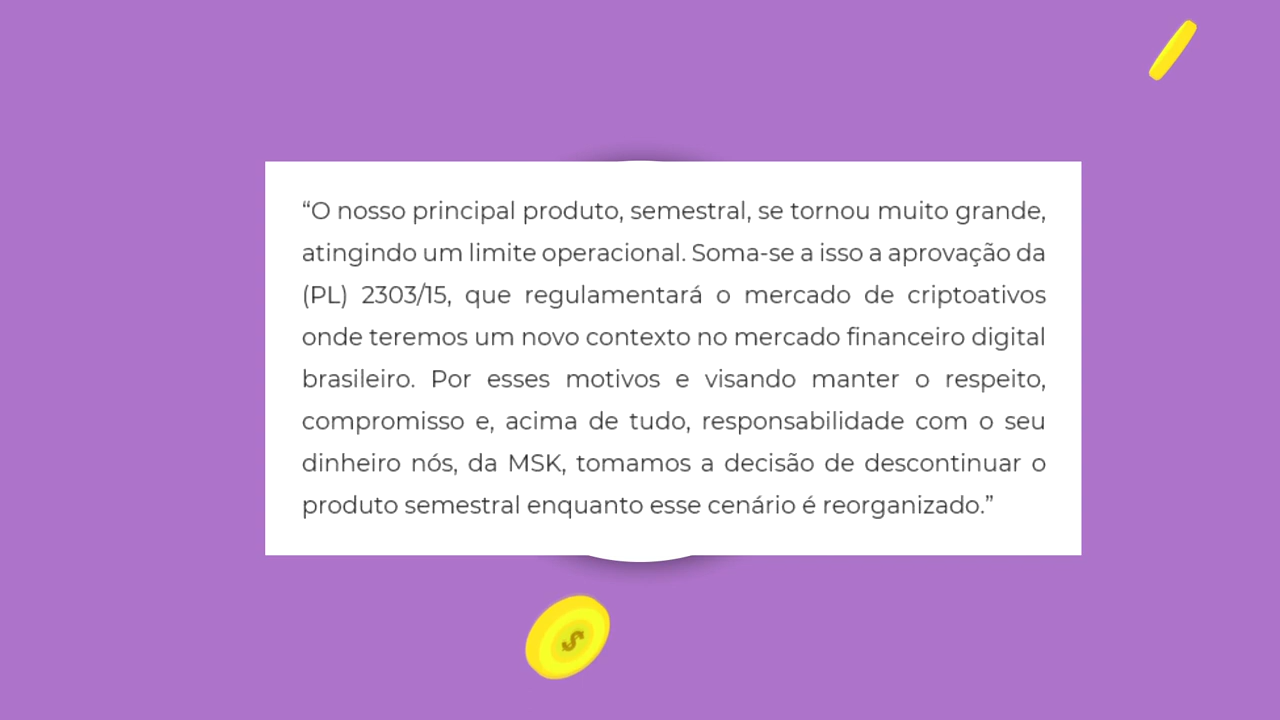 “O nosso principal produto, semestral, se tornou muito grande,
atingindo um limite operacional. Soma-se a isso a aprovação da
(PL) 2303/15, que regulamentará o mercado de criptoativos
onde teremos um novo contexto no mercado financeiro digital
brasileiro. Por esses motivos e visando manter o respeito,
compromisso e, acima de tudo, responsabilidade com o seu
dinheiro nós, da MSK, tomamos a decisão de descontinuar o
produto semestral enquanto esse cenário é reorganizado.”
$